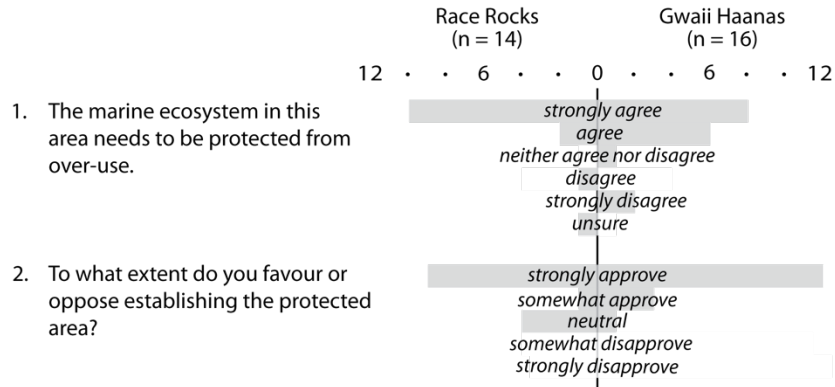 Race Rocks Gwaii Haanas
(n = 14) (n = 16)
12 · · 6 · · 0 · · 6 · · 12
1. The marine ecosystem in this
area needs to be protected from
over-use.
strongly agree
agree
neither agree nor disagree
disagree
strongly disagree
unsure
2. To what extent do you favour or
oppose establishing the protected
area?
strongly approve
somewhat approve
neutral
somewhat disapprove
strongly disapprove